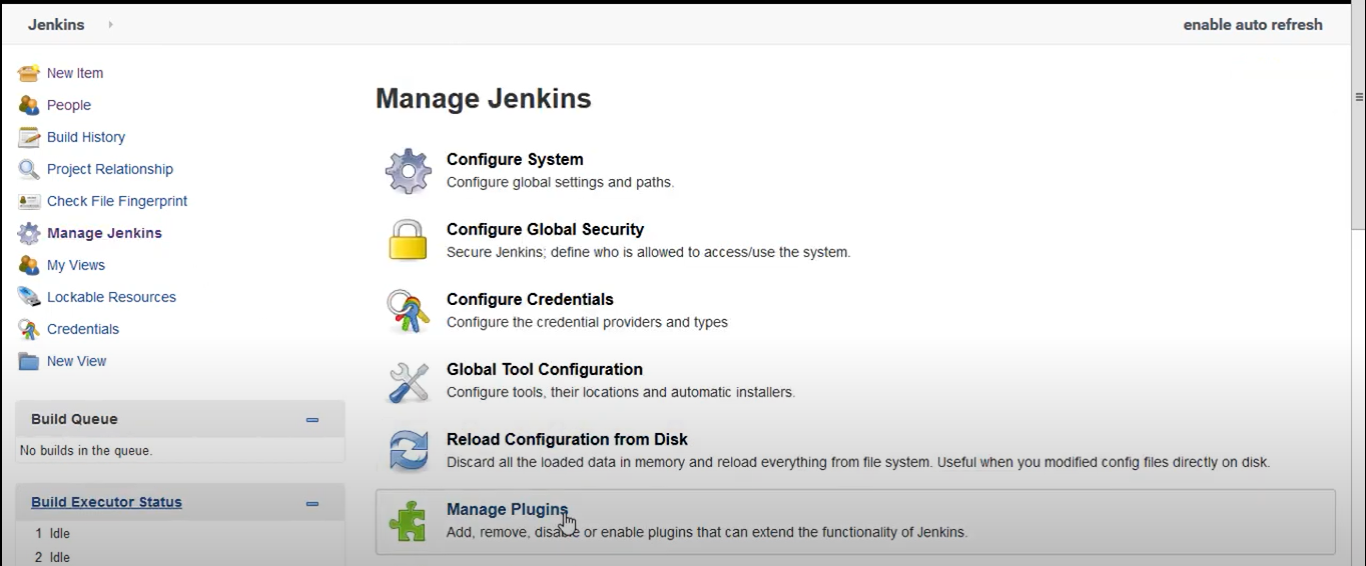 Jenkins
enable auto refresh
New Item
People
Build History
Project Relationship
Check File Fingerprint
Manage Jenkins
My Views
Lockable Resources
Credentials
New View
Build Queue
No builds in the queue.
Build Executor Status
1 Idle
2 Idle
Manage Jenkins
Configure System
Configure global settings and paths.
Configure Global Security
Secure Jenkins; define who is allowed to access/use the system.
Configure Credentials
Configure the credential providers and types
Global Tool Configuration
Configure tools, their locations and automatic installers.
Reload Configuration from Disk
Discard all the loaded data in memory and reload everything from file system. Useful when you modified config files directly on disk.
Manage Plugins
Add, remove, disable or enable plugins that can extend the functionality of Jenkins.